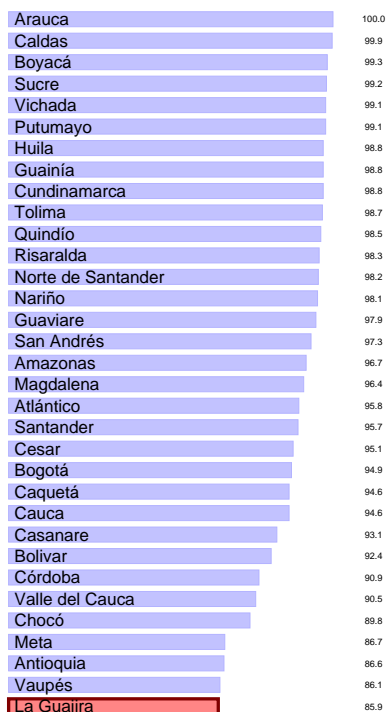 Arauca 100.0
Caldas 99.9
Boyacá 99.3
Sucre 99.2
Vichada 99.1
Putumayo 99.1
Huila 98.8
Guainía 98.8
Cundinamarca 98.8
Tolima 98.7
Quindío 98.5
Risaralda 98.3
Norte de Santander 98.2
Nariño 98.1
Guaviare 97.9
San Andrés 97.3
Amazonas 96.7
Magdalena 96.4
Atlántico 95.8
Santander 95.7
Cesar 95.1
Bogotá 94.9
Caquetá 94.6
Cauca 94.6
Casanare 93.1
Bolivar 92.4
Córdoba 90.9
Valle del Cauca 90.5
Chocó 89.8
Meta 86.7
Antioquia 86.6
Vaupés 86.1
La Guajira 85.9